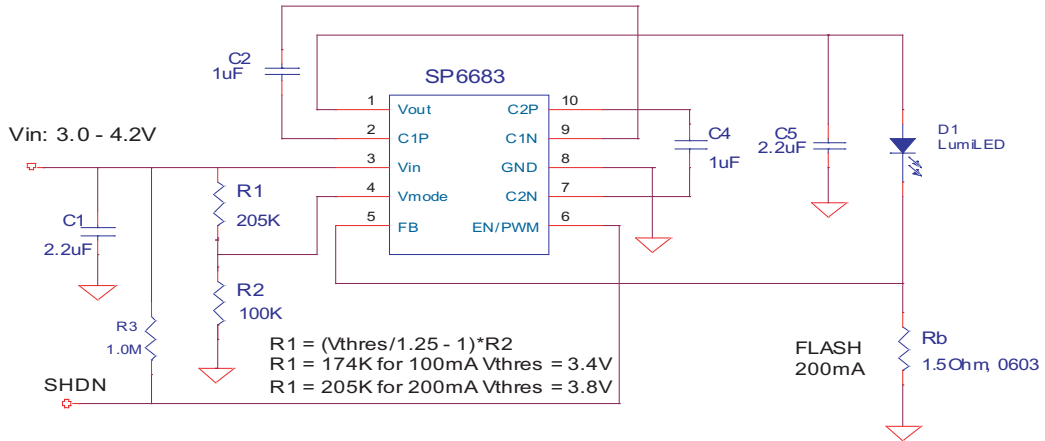 C2
1uF
SP6683
1
Vout
C2P
10
2
C1P
C1N
9
3
Vin
GND
8
4
Vmode
C2N
7
5
FB
EN/PWM
6
Vin: 3.0 - 4.2V
C4
1uF
C5
2.2uF
D1
LumiLED
R1
205K
C1
2.2uF
R2
100K
R3
1.0M
SHDN
R1 = (Vthres/1.25 - 1)*R2
R1 = 174K for 100mA Vthres = 3.4V
R1 = 205K for 200mA Vthres = 3.8V
FLASH
200mA
Rb
1.5Ohm, 0603